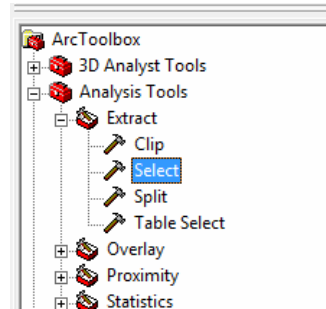 ArcToolbox
3D Analyst Tools
Analysis Tools
Extract
Clip
Select
Split
Table Select
Overlay
Proximity
Statistics